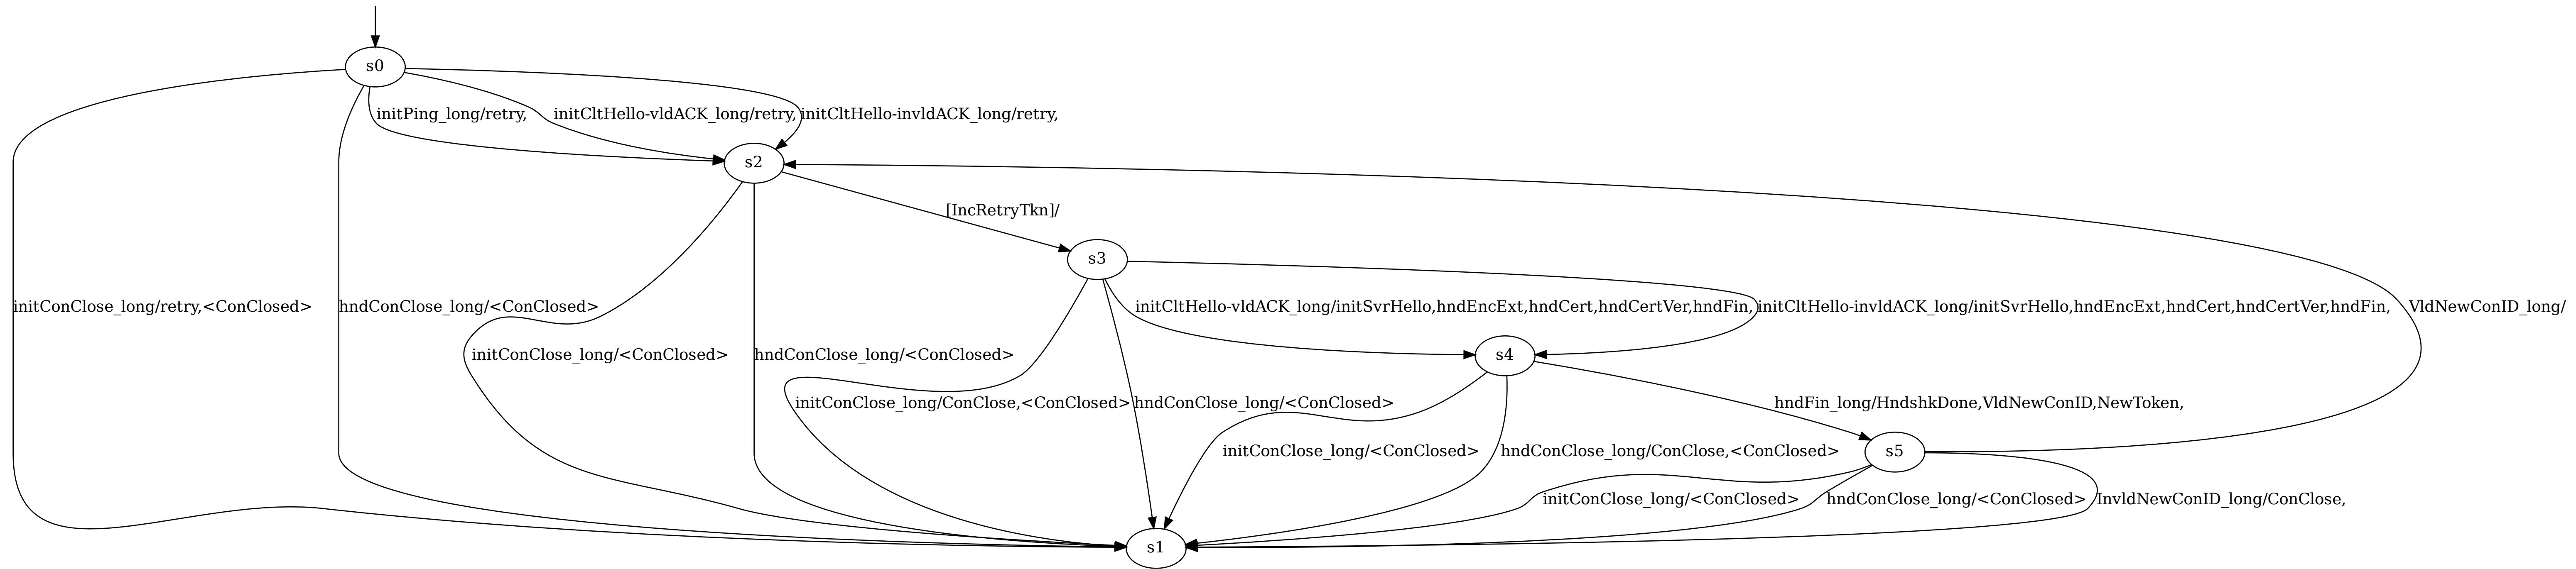 s0
initPing_long/retry,
initCltHello-vldACK_long/retry,
initCltHello-invldACK_long/retry,
s2
[IncRetryTkn]/
s3
initConClose_long/retry,<ConClosed>
hndConClose_long/<ConClosed>
initCltHello-vldACK_long/initSvrHello,hndEncExt,hndCert,hndCertVer,hndFin,
initCltHello-invldACK_long/initSvrHello,hndEncExt,hndCert,hndCertVer,hndFin,
VldNewConID_long/
initConClose_long/<ConClosed>
hndConClose_long/<ConClosed>
s4
initConClose_long/ConClose,<ConClosed>
hndConClose_long/<ConClosed>
hndFin_long/HndshkDone,VldNewConID,NewToken,
initConClose_long/<ConClosed>
hndConClose_long/ConClose,<ConClosed>
s5
initConClose_long/<ConClosed>
hndConClose_long/<ConClosed>
InvldNewConID_long/ConClose,
s1